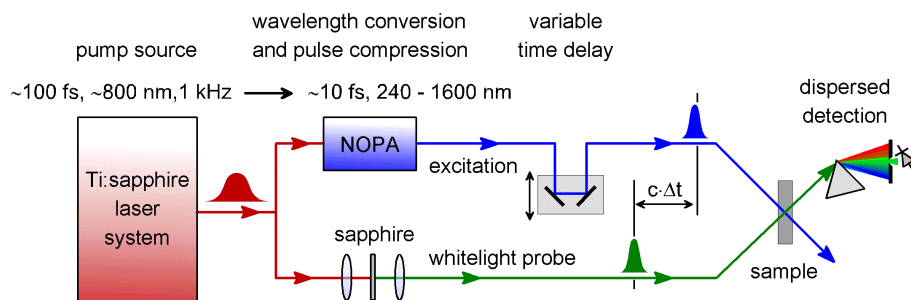 pump source
wavelength conversion
and pulse compression
variable
time delay
~100 fs, ~800 nm,1 kHz
~10 fs, 240 - 1600 nm
dispersed
detection
Ti:sapphire
laser
system
NOPA
excitation
c·Δt
sapphire
whitelight probe
sample